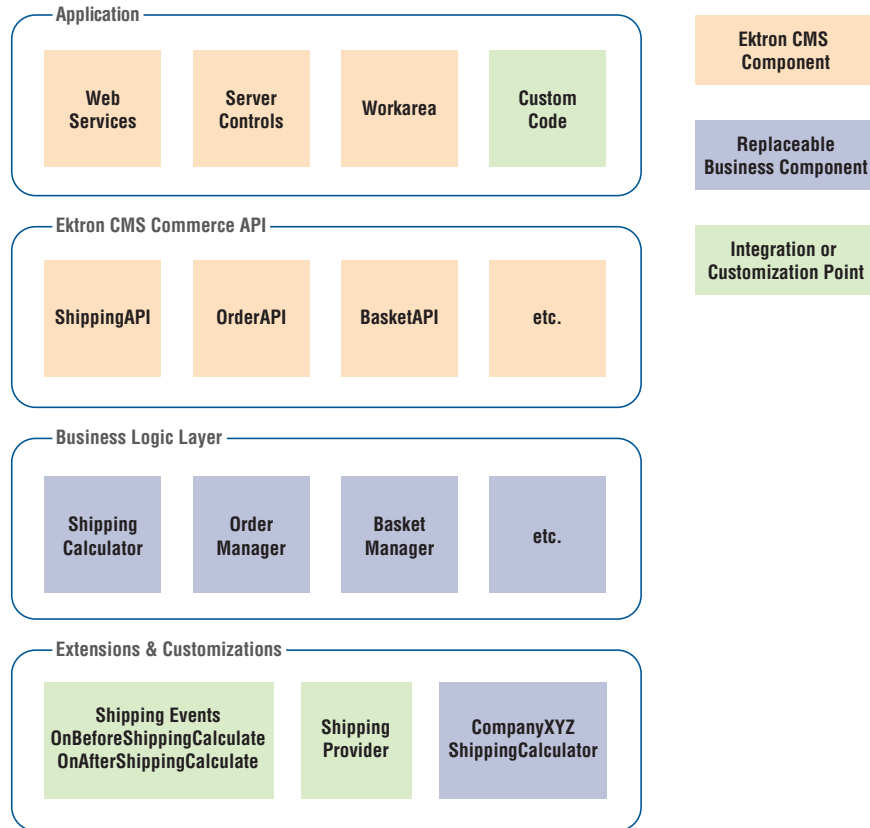 Application
Web
Services
Server
Controls
Workarea
Custom
Code
Ektron CMS Commerce API
ShippingAPI
OrderAPI
BasketAPI
etc.
Business Logic Layer
Shipping
Calculator
Order
Manager
Basket
Manager
etc.
Extensions & Customizations
Shipping Events
OnBeforeShippingCalculate
OnAfterShippingCalculate
Shipping
Provider
CompanyXYZ
ShippingCalculator
Ektron CMS
Component
Replaceable
Business Component
Integration or
Customization Point